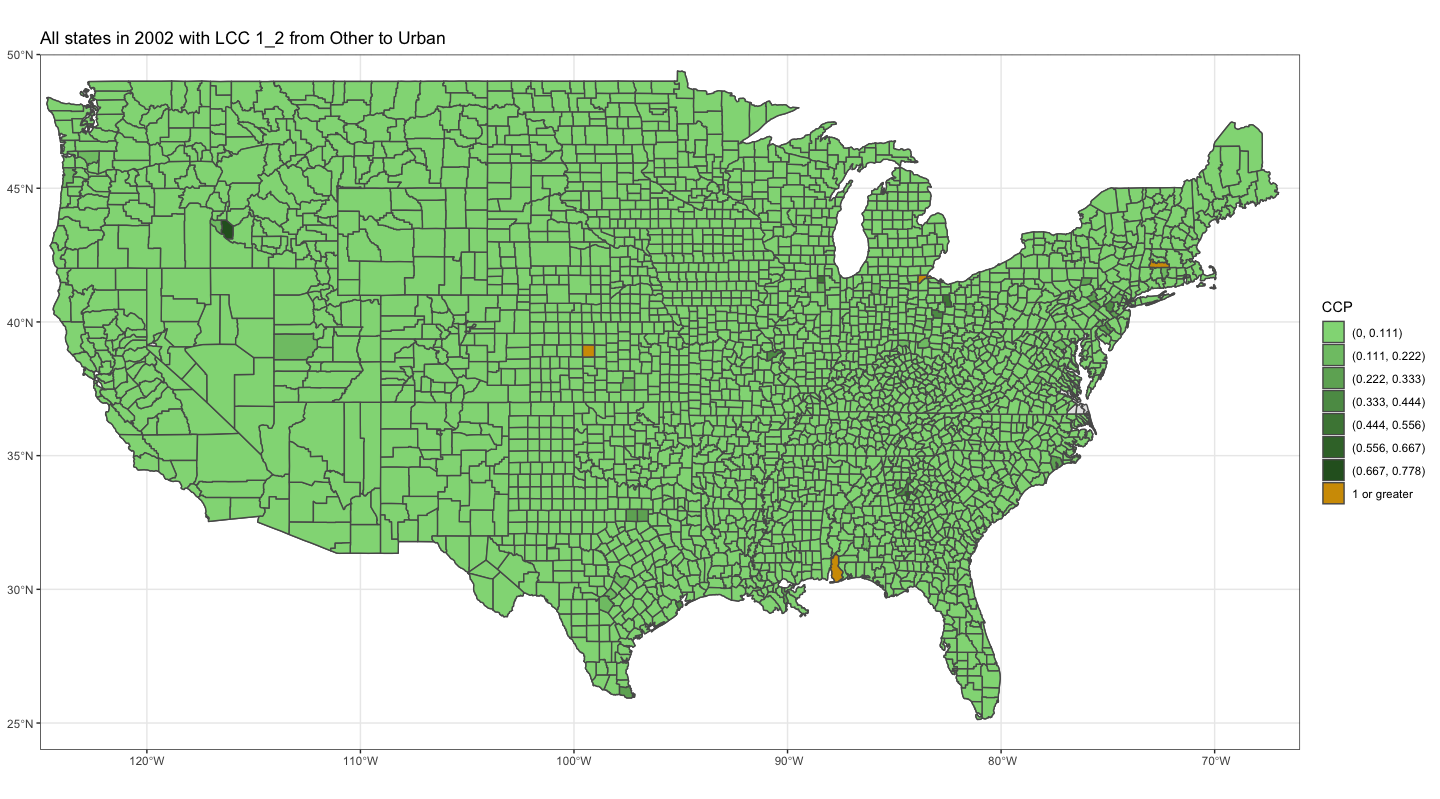 All states in 2002 with LCC 1_2 from Other to Urban
50°N
45°N
40°N
35°N
30°N
25°N
120°W
110°W
100°W
90°W
80°W
70°W
CCP
(0, 0.111)
(0.111, 0.222)
(0.222, 0.333)
(0.333, 0.444)
(0.444, 0.556)
(0.556, 0.667)
(0.667, 0.778)
1 or greater